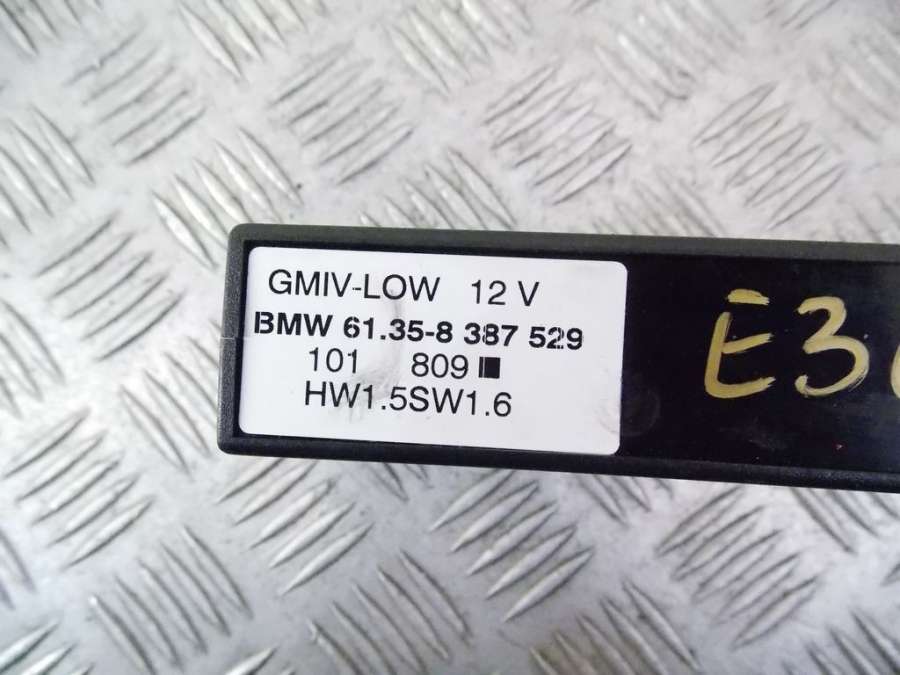 GMIV-LOW 12 V
BMW 61.35-8 387 529
101 809
HW1.5SW1.6
E3